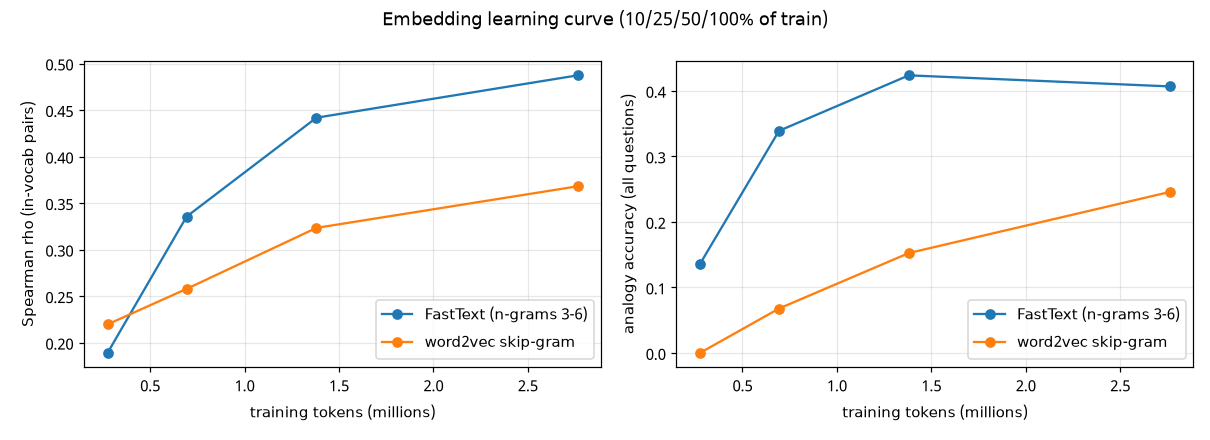 Embedding learning curve (10/25/50/100% of train)
Spearman rho (in-vocab pairs)
0.50
0.45
0.40
0.35
0.30
0.25
0.20
0.5 1.0 1.5 2.0 2.5
training tokens (millions)
FastText (n-grams 3-6)
word2vec skip-gram
analogy accuracy (all questions)
0.4
0.3
0.2
0.1
0.0
0.5 1.0 1.5 2.0 2.5
training tokens (millions)
FastText (n-grams 3-6)
word2vec skip-gram